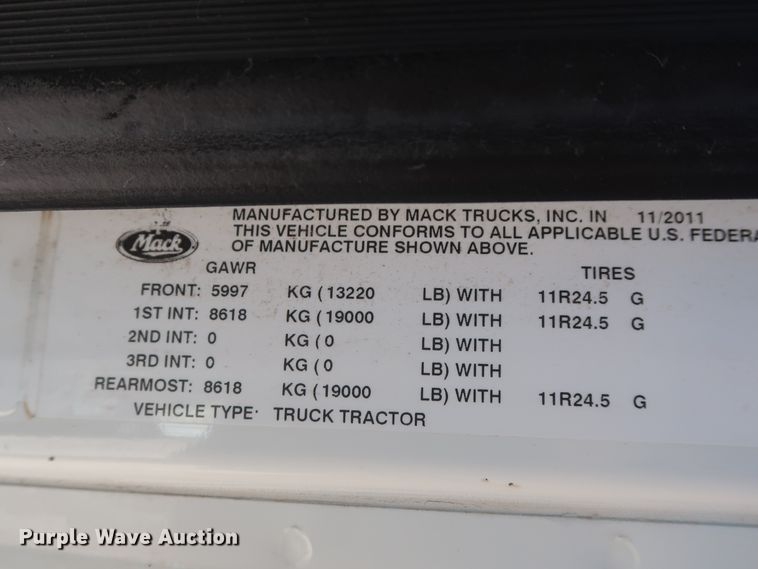 MANUFACTURED BY MACK TRUCKS, INC. IN 11/2011
THIS VEHICLE CONFORMS TO ALL APPLICABLE U.S. FEDERA
OF MANUFACTURE SHOWN ABOVE.
Mack
GAWR TIRES
FRONT: 5997 KG ( 13220 LB) WITH 11R24.5 G
1ST INT: 8618 KG ( 19000 LB) WITH 11R24.5 G
2ND INT: 0 KG ( 0 LB) WITH
3RD INT: 0 KG ( 0 LB) WITH
REARMOST: 8618 KG ( 19000 LB) WITH 11R24.5 G
VEHICLE TYPE: TRUCK TRACTOR
Purple Wave Auction